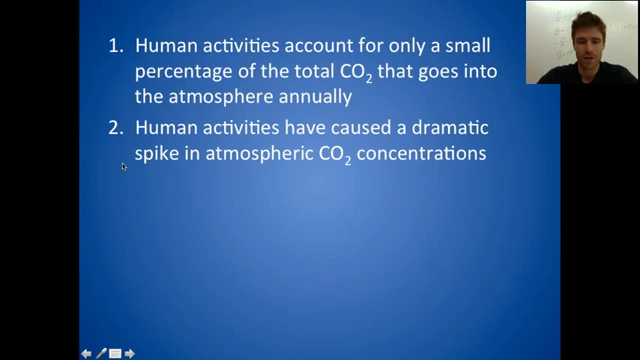 1. Human activities account for only a small
percentage of the total CO₂ that goes into
the atmosphere annually
2. Human activities have caused a dramatic
spike in atmospheric CO₂ concentrations